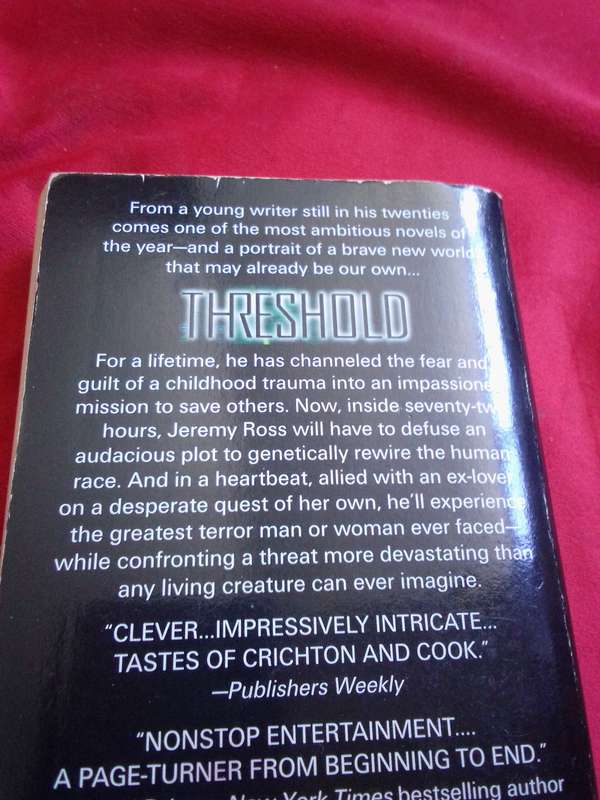 From a young writer still in his twenties
comes one of the most ambitious novels of
the year—and a portrait of a brave new world
that may already be our own...
THRESHOLD
For a lifetime, he has channeled the fear and
guilt of a childhood trauma into an impassione
mission to save others. Now, inside seventy-tw
hours, Jeremy Ross will have to defuse an
audacious plot to genetically rewire the human
race. And in a heartbeat, allied with an ex-lover
on a desperate quest of her own, he'll experience
the greatest terror man or woman ever faced—
while confronting a threat more devastating than
any living creature can ever imagine.
"CLEVER...IMPRESSIVELY INTRICATE...
TASTES OF CRICHTON AND COOK."
—Publishers Weekly
"NONSTOP ENTERTAINMENT....
A PAGE-TURNER FROM BEGINNING TO END."
New York Times bestselling author